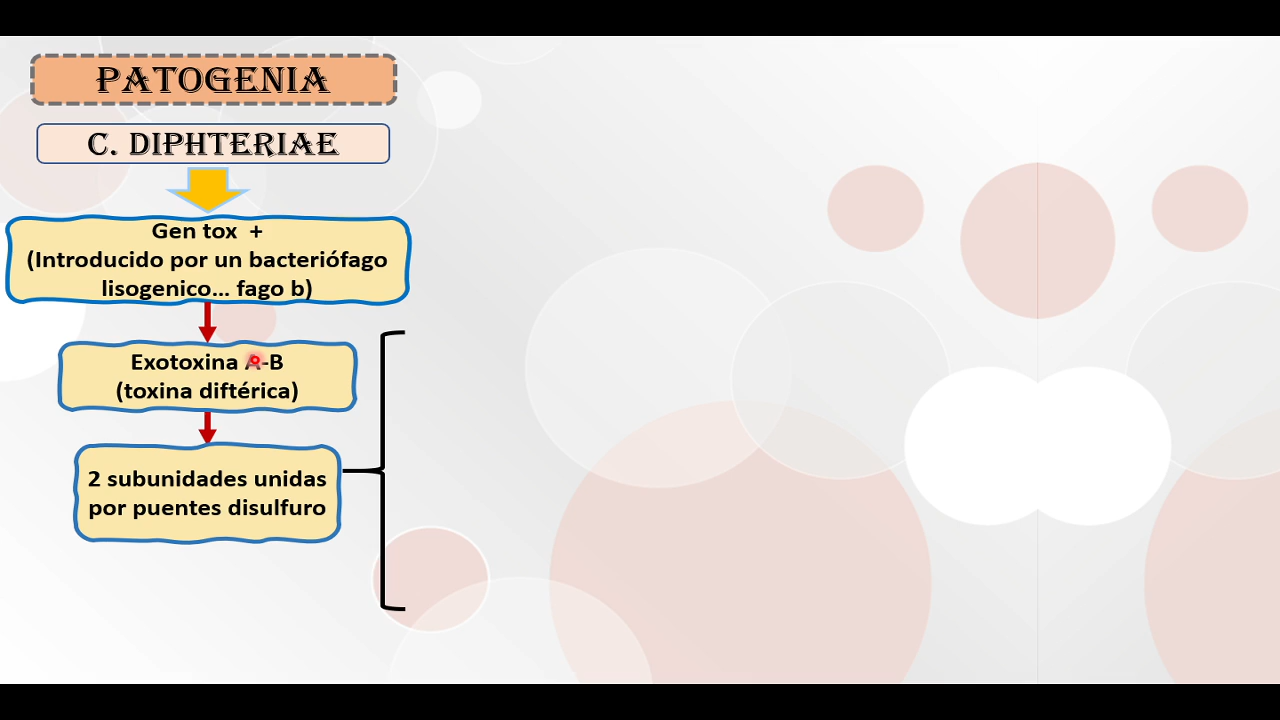 PATOGENIA
C. DIPHTERIAE
Gen tox +
(Introducido por un bacteriófago
lisogenico... fago b)
Exotoxina A-B
(toxina diftérica)
2 subunidades unidas
por puentes disulfuro